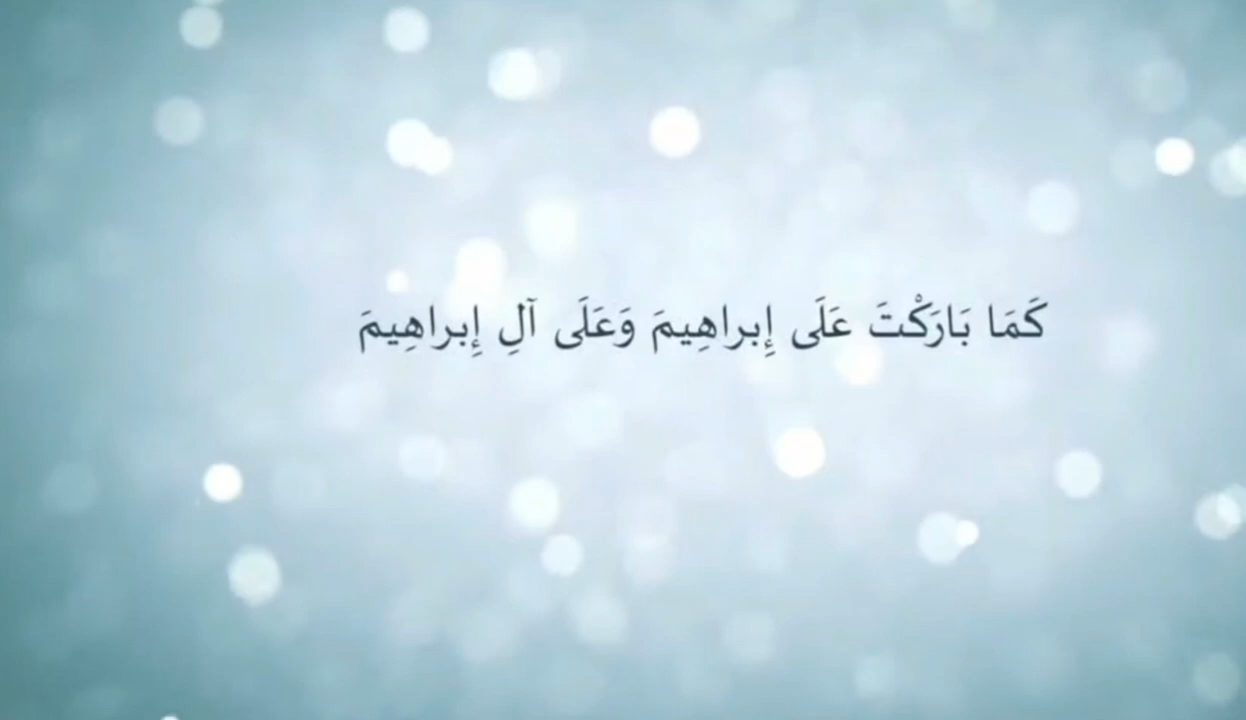 كَمَا بَارَكْتَ عَلَى إِبراهِيمَ وَعَلَى آلِ إِبراهِيمَ